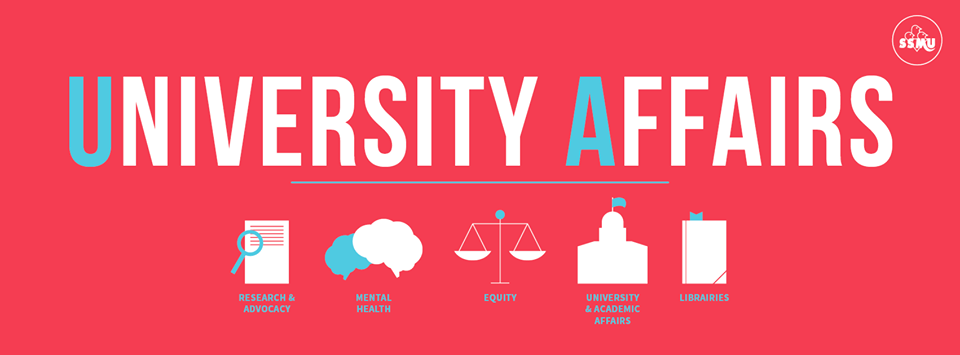 SSMU
UNIVERSITY AFFAIRS
RESEARCH &
ADVOCACY
MENTAL
HEALTH
EQUITY
UNIVERSITY
& ACADEMIC
AFFAIRS
LIBRAIRIES